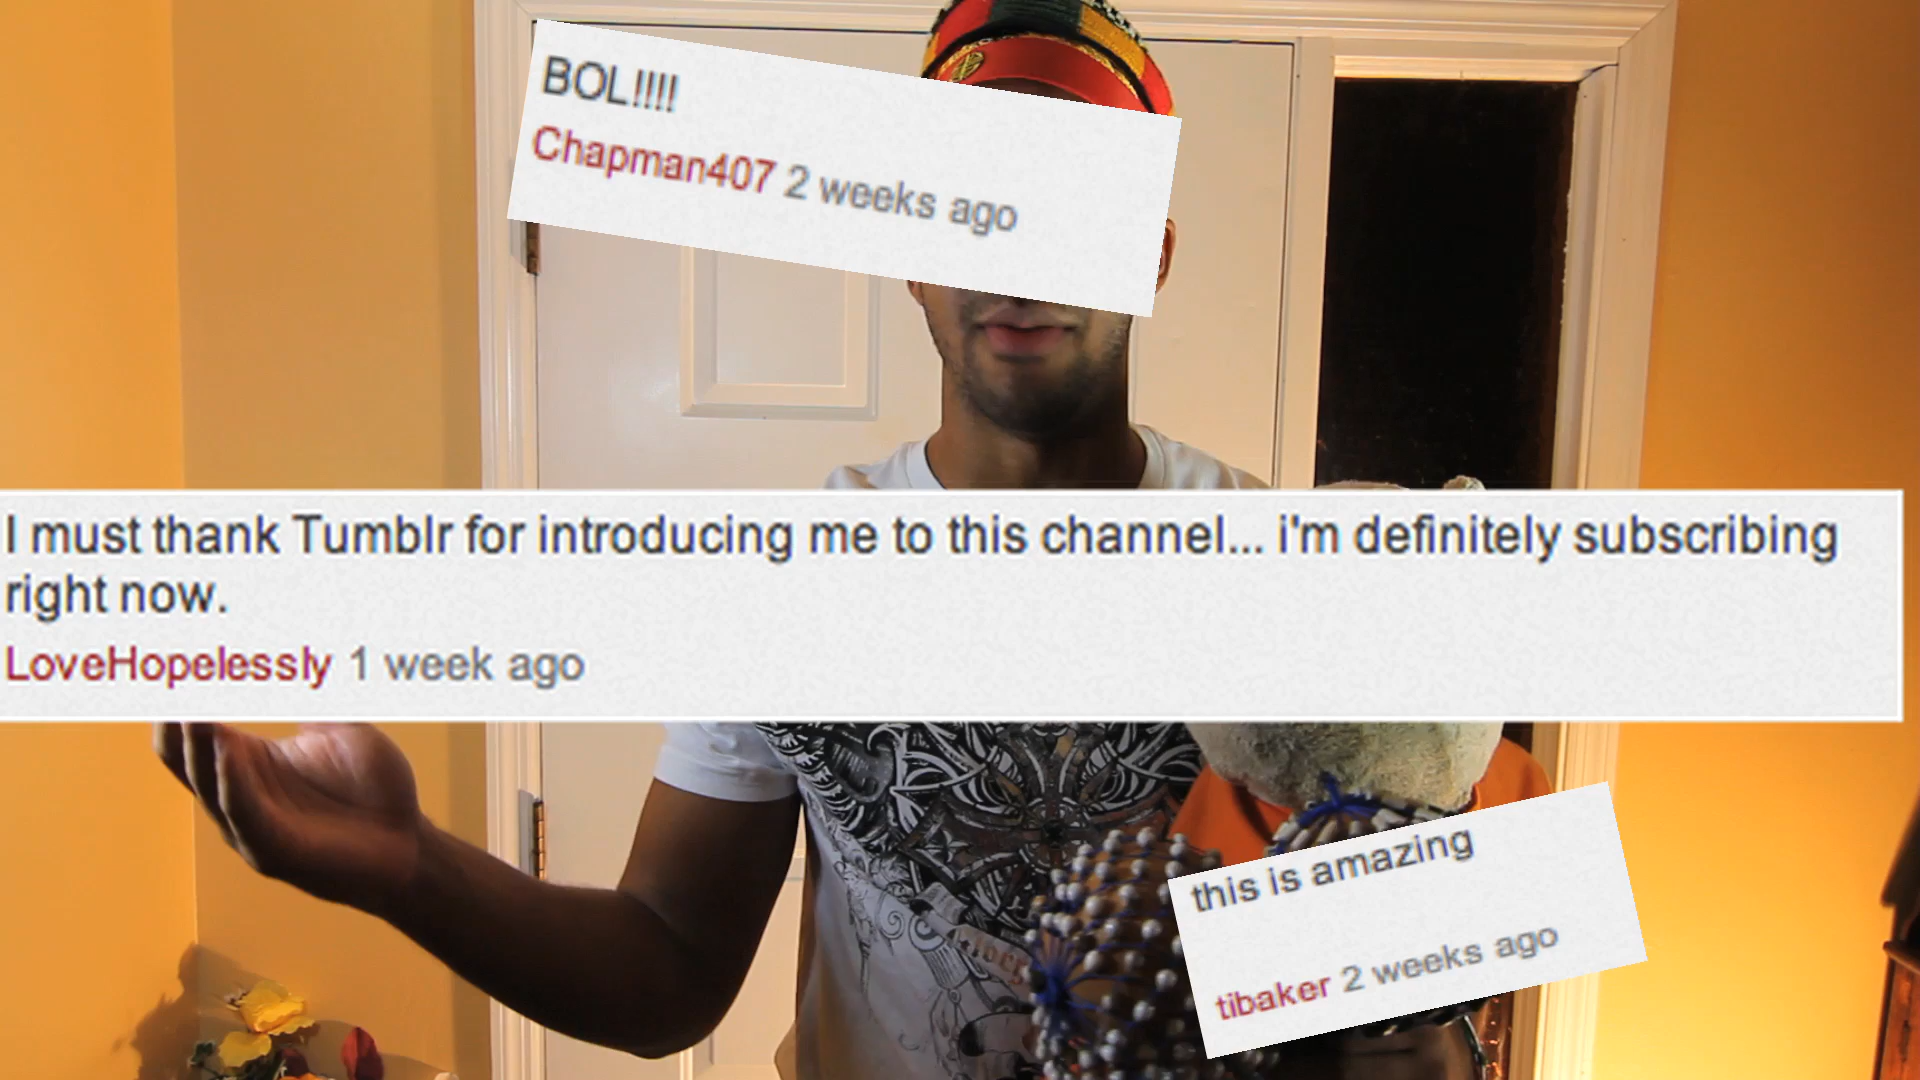 BOL!!!!
Chapman407 2 weeks ago
I must thank Tumblr for introducing me to this channel... i'm definitely subscribing
right now.
LoveHopelessly 1 week ago
this is amazing
tibaker 2 weeks ago